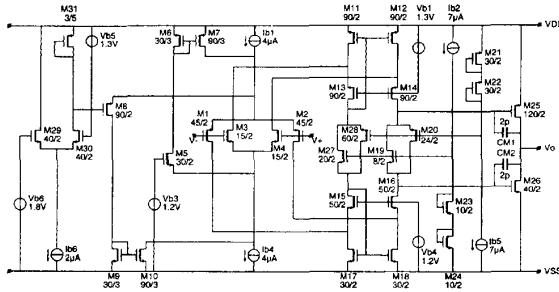 M31
3/5
Vb5
1.3V
M6
30/3
M7
90/3
Ib1
4µA
M11
90/2
M12
90/2
Vb1
1.3V
Ib2
7µA
VDD
M21
30/2
M22
30/2
M13
90/2
M14
90/2
M8
90/2
M25
120/2
M29
40/2
M30
40/2
M1
45/2
M3
15/2
M2
45/2
V-
V+
M4
15/2
M28
60/2
M20
24/2
2p
CM1
CM2
2p
Vo
M5
30/2
M27
20/2
M19
8/2
M26
40/2
Vb6
1.8V
Vb3
1.2V
M15
50/2
M16
50/2
M23
10/2
Ib6
2µA
Ib4
4µA
Vb4
1.2V
Ib5
7µA
VSS
M9
30/3
M10
90/3
M17
30/2
M18
30/2
M24
10/2